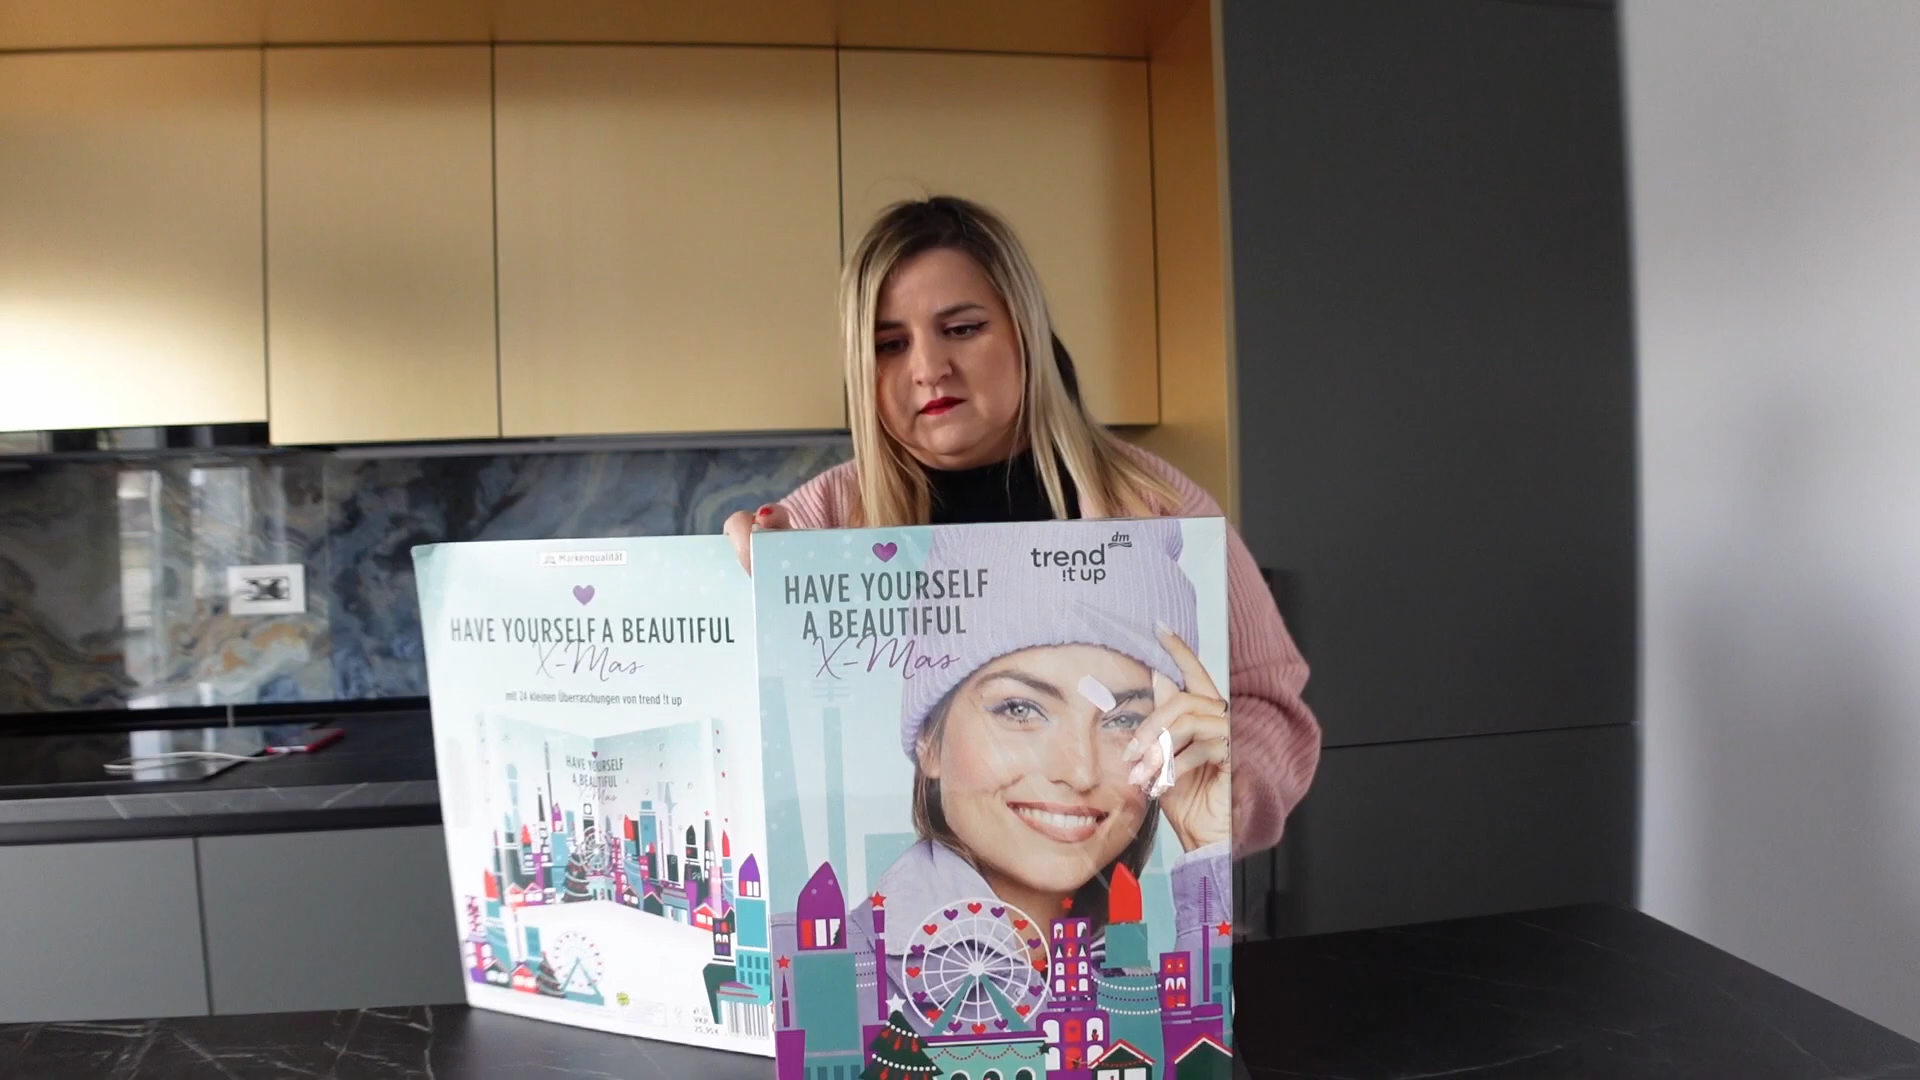 Markenqualität
HAVE YOURSELF A BEAUTIFUL
X-Mas
mit 24 kleinen Überraschungen von trend !t up
HAVE YOURSELF
A BEAUTIFUL
X-Mas
HAVE YOURSELF
A BEAUTIFUL
X-Mas
dm
trend
!t up